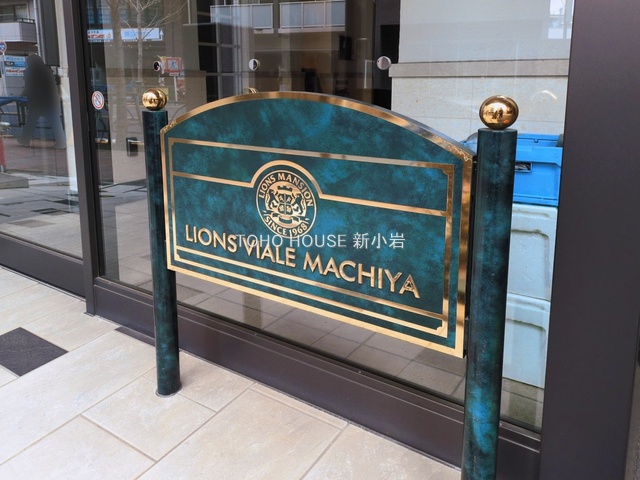 LIONS MANSION
SINCE 1968
TOHO HOUSE 新小岩
LIONS VIALE MACHIYA